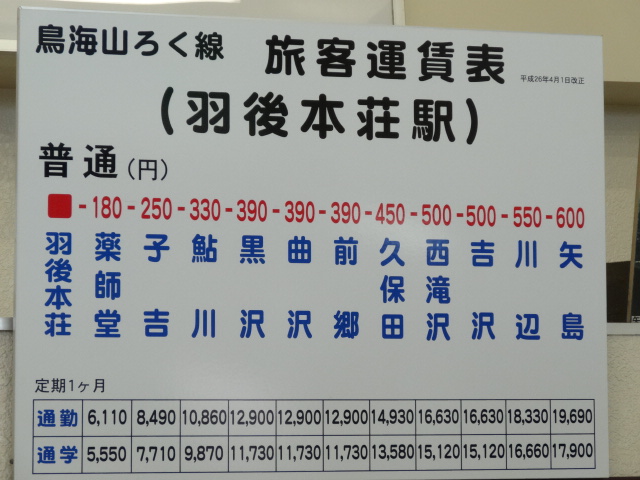 鳥海山ろく線 旅客運賃表 平成26年4月1日改正
(羽後本荘駅)
普通(円)
■-180-250-330-390-390-390-450-500-500-550-600
羽後本荘 薬師堂 子吉 鮎川 黒沢 曲沢 前郷 久保田 西滝沢 吉沢 川辺 矢島
定期1ヶ月
通勤 6,110 8,490 10,860 12,900 12,900 12,900 14,930 16,630 16,630 18,330 19,690
通学 5,550 7,710 9,870 11,730 11,730 11,730 13,580 15,120 15,120 16,660 17,900